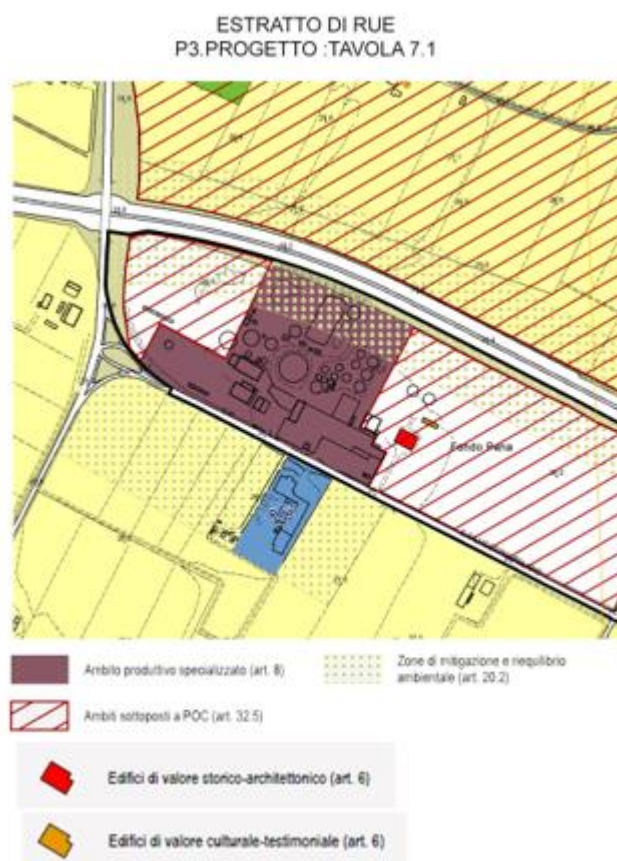 ESTRATTO DI RUE
P3.PROGETTO :TAVOLA 7.1
Fondo
Ambito produttivo specializzato (art. 8)
Zone di mitigazione e riequilibrio
ambientale (art. 20.2)
Ambiti sottoposti a POC (art. 32.5)
Edifici di valore storico-architettonico (art. 6)
Edifici di valore culturale-testimoniale (art. 6)